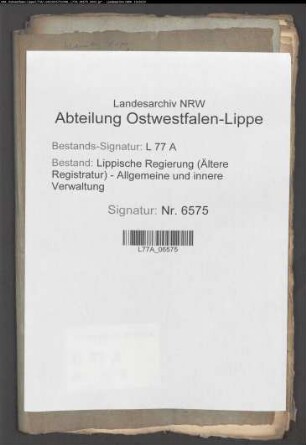 Landesarchiv NRW
Abteilung Ostwestfalen-Lippe
Bestands-Signatur: L 77 A
Bestand: Lippische Regierung (Ältere
Registratur) - Allgemeine und innere
Verwaltung
Signatur: Nr. 6575
L77A_06575